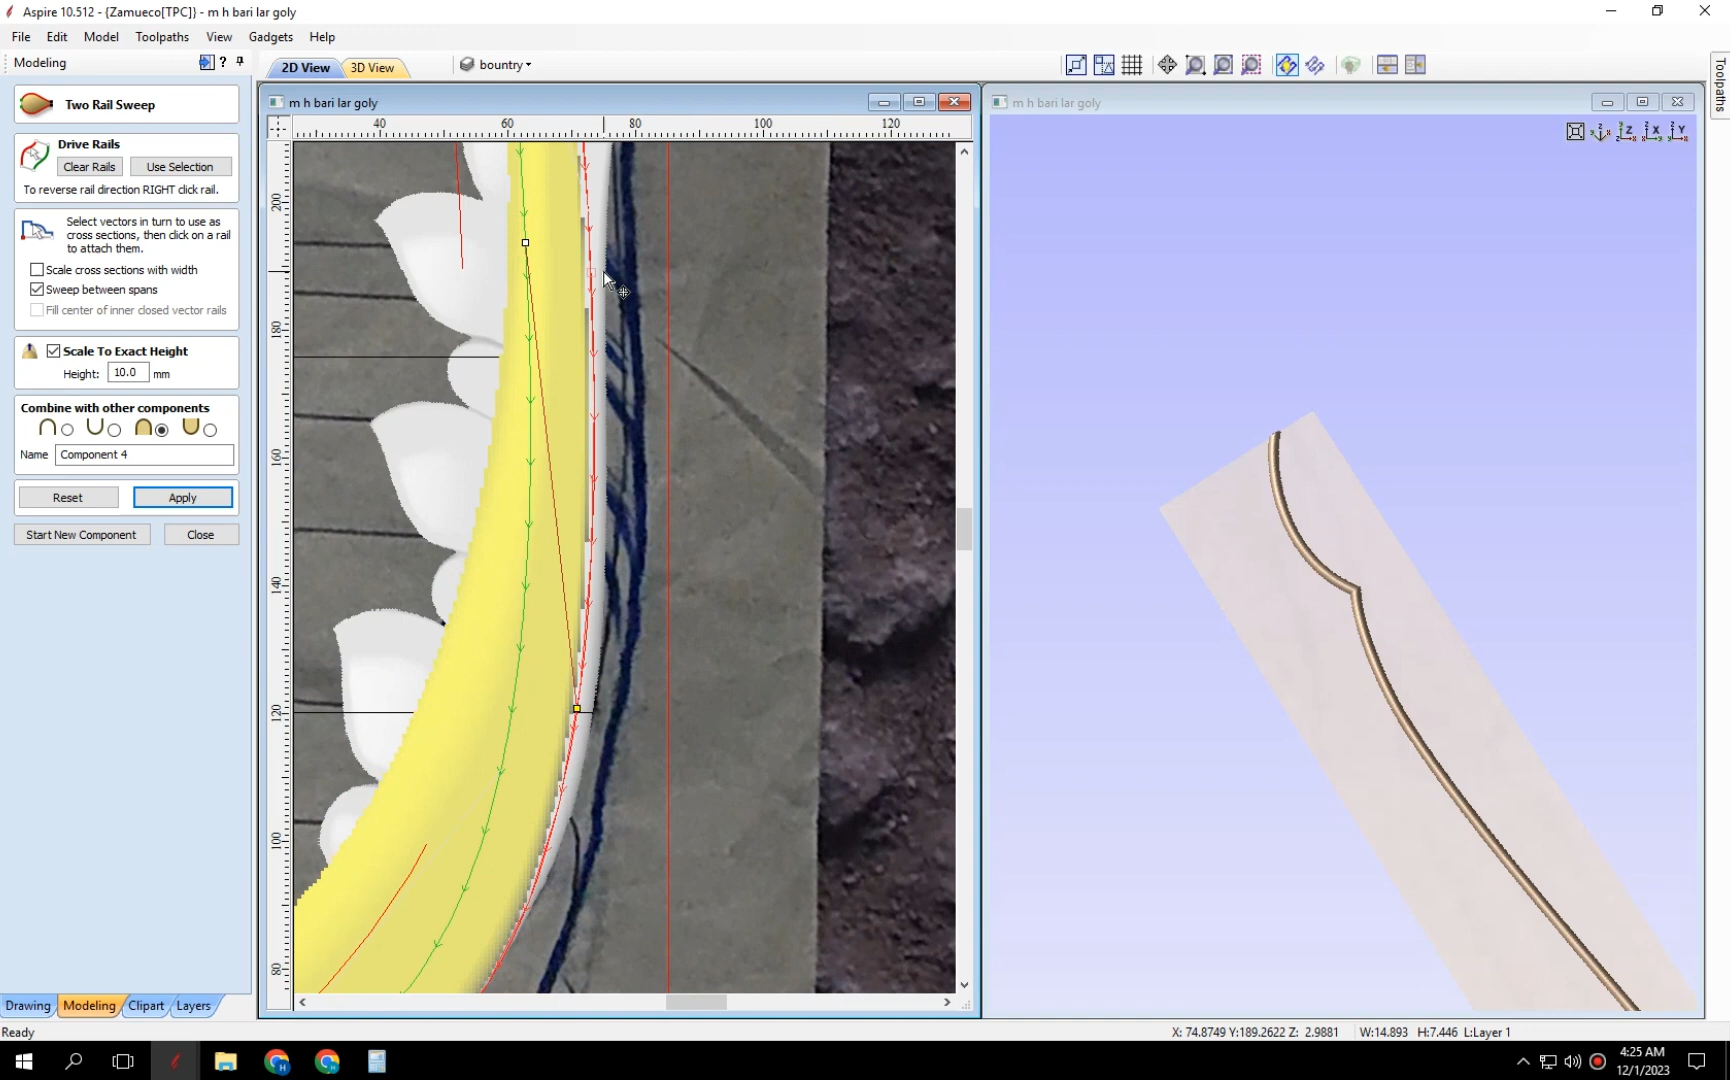 Aspire 10.512 - {Zamueco[TPC]} - m h bari lar goly
File Edit Model Toolpaths View Gadgets Help
Modeling
?
2D View 3D View
bountry
Toolpaths
Two Rail Sweep
m h bari lar goly
m h bari lar goly
40 60 80 100 120
Z X Y
Drive Rails
Clear Rails Use Selection
To reverse rail direction RIGHT click rail.
Select vectors in turn to use as
cross sections, then click on a rail
to attach them.
Scale cross sections with width
Sweep between spans
Fill center of inner closed vector rails
Scale To Exact Height
Height: 10.0 mm
Combine with other components
Name Component 4
Reset Apply
Start New Component Close
200
180
160
140
120
100
80
Drawing Modeling Clipart Layers
Ready
X: 74.8749 Y:189.2622 Z: 2.9881 W:14.893 H:7.446 L:Layer 1
H H
4:25 AM
12/1/2023